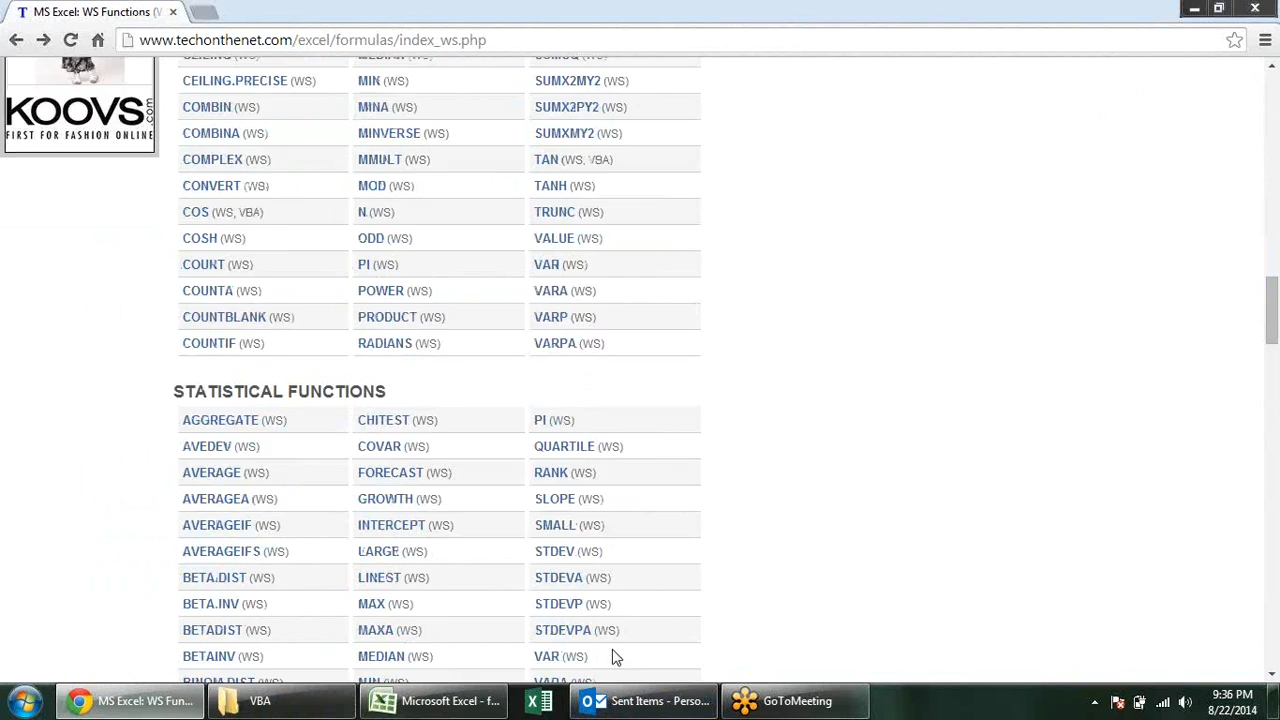 MS Excel: WS Functions (V
www.techonthenet.com/excel/formulas/index_ws.php
KOOVS.com
FIRST FOR FASHION ONLINE
CEILING.PRECISE (WS) MIN (WS) SUMX2MY2 (WS)
COMBIN (WS) MINA (WS) SUMX2PY2 (WS)
COMBINA (WS) MINVERSE (WS) SUMXMY2 (WS)
COMPLEX (WS) MMULT (WS) TAN (WS, VBA)
CONVERT (WS) MOD (WS) TANH (WS)
COS (WS, VBA) N (WS) TRUNC (WS)
COSH (WS) ODD (WS) VALUE (WS)
COUNT (WS) PI (WS) VAR (WS)
COUNTA (WS) POWER (WS) VARA (WS)
COUNTBLANK (WS) PRODUCT (WS) VARP (WS)
COUNTIF (WS) RADIANS (WS) VARPA (WS)
STATISTICAL FUNCTIONS
AGGREGATE (WS) CHITEST (WS) PI (WS)
AVEDEV (WS) COVAR (WS) QUARTILE (WS)
AVERAGE (WS) FORECAST (WS) RANK (WS)
AVERAGEA (WS) GROWTH (WS) SLOPE (WS)
AVERAGEIF (WS) INTERCEPT (WS) SMALL (WS)
AVERAGEIFS (WS) LARGE (WS) STDEV (WS)
BETA.DIST (WS) LINEST (WS) STDEVA (WS)
BETA.INV (WS) MAX (WS) STDEVP (WS)
BETADIST (WS) MAXA (WS) STDEVPA (WS)
BETAINV (WS) MEDIAN (WS) VAR (WS)
MS Excel: WS Fun... VBA Microsoft Excel - f... Sent Items - Perso... GoToMeeting
9:36 PM
8/22/2014